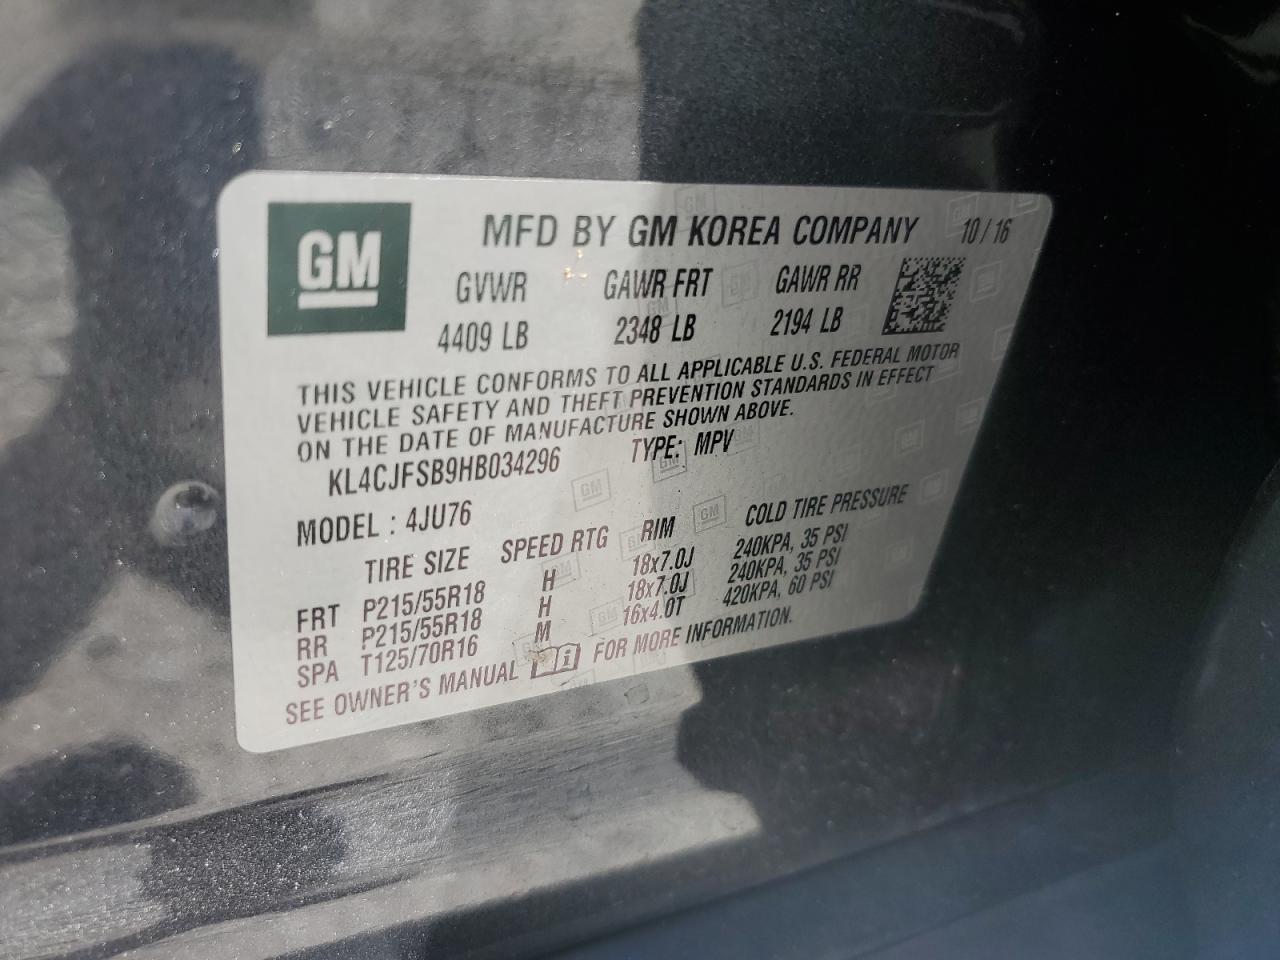 GM
MFD BY GM KOREA COMPANY 10/16
GVWR GAWR FRT GAWR RR
4409 LB 2348 LB 2194 LB
THIS VEHICLE CONFORMS TO ALL APPLICABLE U.S. FEDERAL MOTOR
VEHICLE SAFETY AND THEFT PREVENTION STANDARDS IN EFFECT
ON THE DATE OF MANUFACTURE SHOWN ABOVE.
KL4CJFSB9HB034296 TYPE: MPV
MODEL : 4JU76
TIRE SIZE SPEED RTG RIM COLD TIRE PRESSURE
FRT P215/55R18 H 18x7.0J 240KPA, 35 PSI
RR P215/55R18 H 18x7.0J 240KPA, 35 PSI
SPA T125/70R16 M 16x4.0T 420KPA, 60 PSI
SEE OWNER'S MANUAL i FOR MORE INFORMATION.